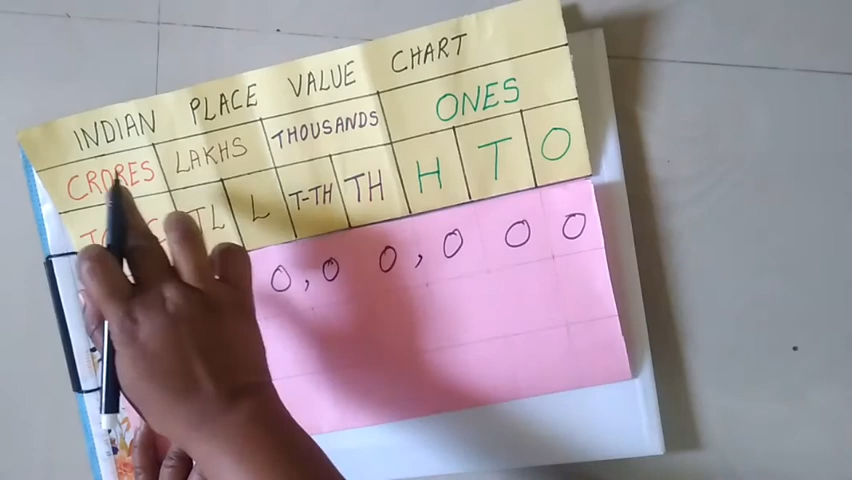 INDIAN PLACE VALUE CHART
CRORES LAKHS THOUSANDS ONES
TL L T-TH TH H T O
0,0 0,0 0 0